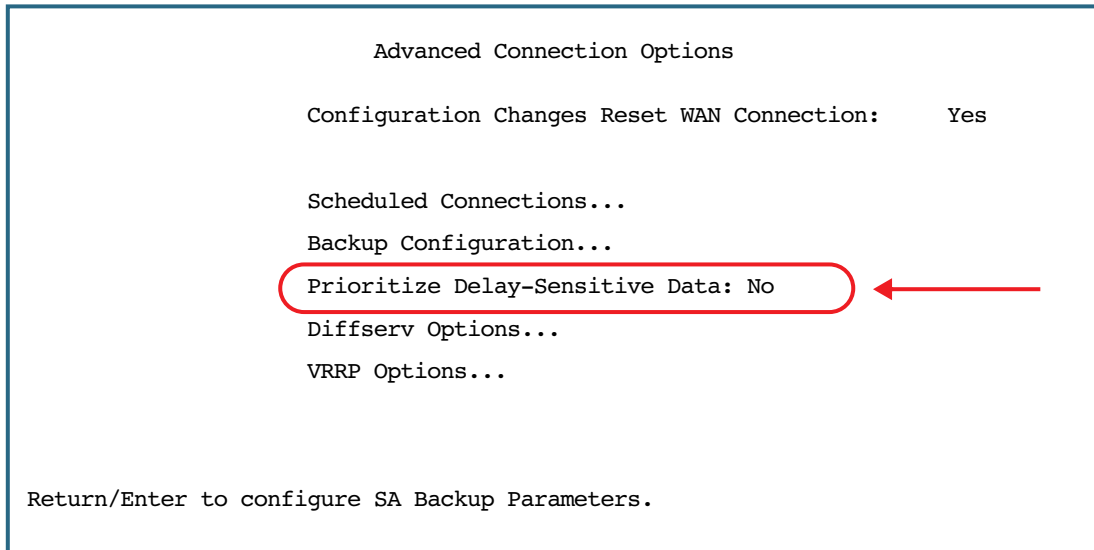 Advanced Connection Options
Configuration Changes Reset WAN Connection: Yes
Scheduled Connections...
Backup Configuration...
Prioritize Delay-Sensitive Data: No
Diffserv Options...
VRRP Options...
Return/Enter to configure SA Backup Parameters.